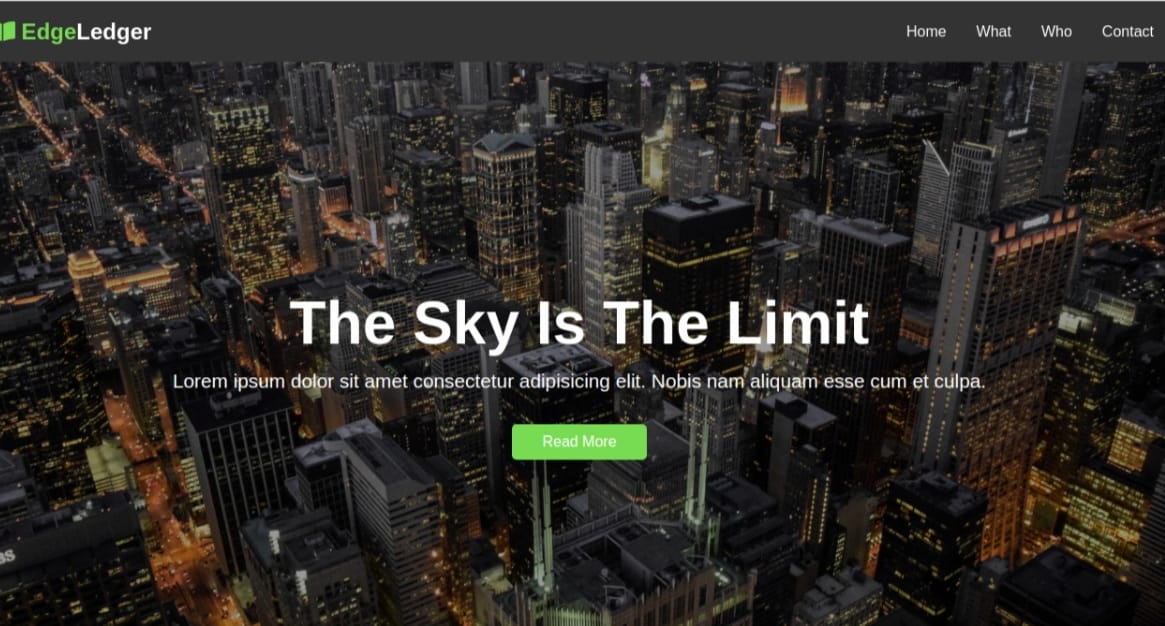 EdgeLedger
Home What Who Contact
The Sky Is The Limit
Lorem ipsum dolor sit amet consectetur adipisicing elit. Nobis nam aliquam esse cum et culpa.
Read More